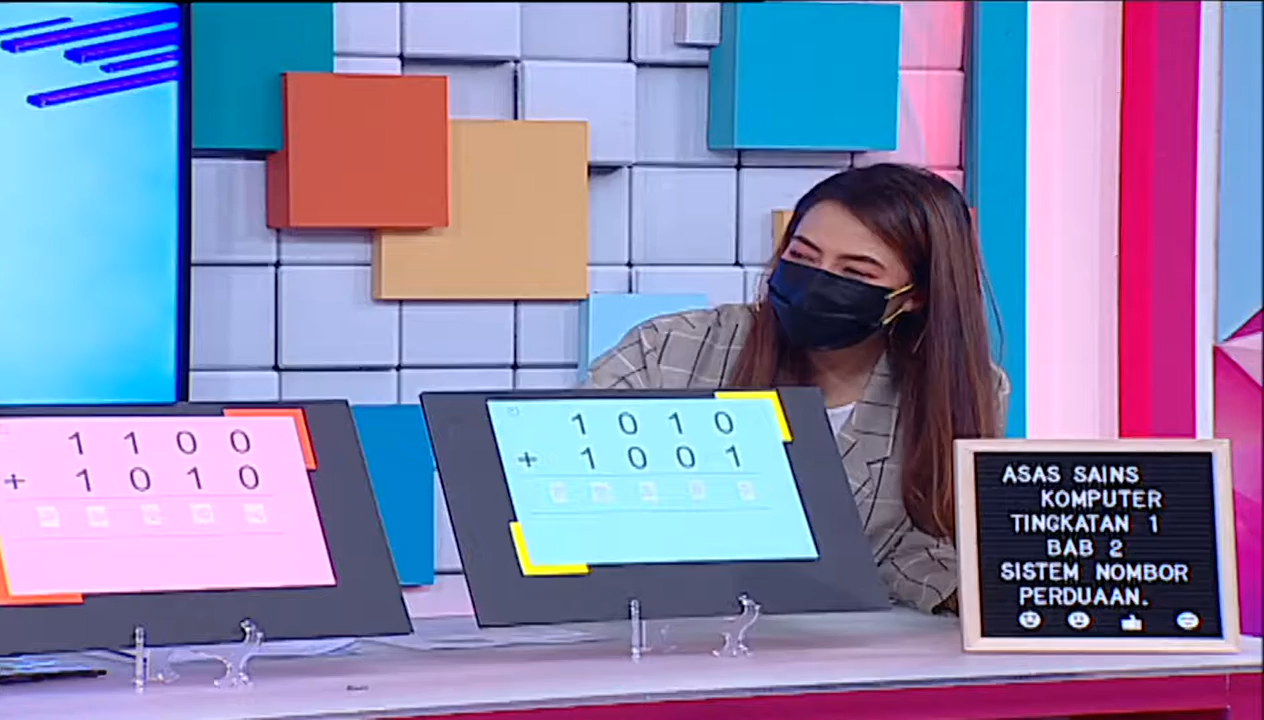 1 1 0 0
+ 1 0 1 0
1 0 1 0
+ 1 0 0 1
ASAS SAINS
KOMPUTER
TINGKATAN 1
BAB 2
SISTEM NOMBOR
PERDUAAN.